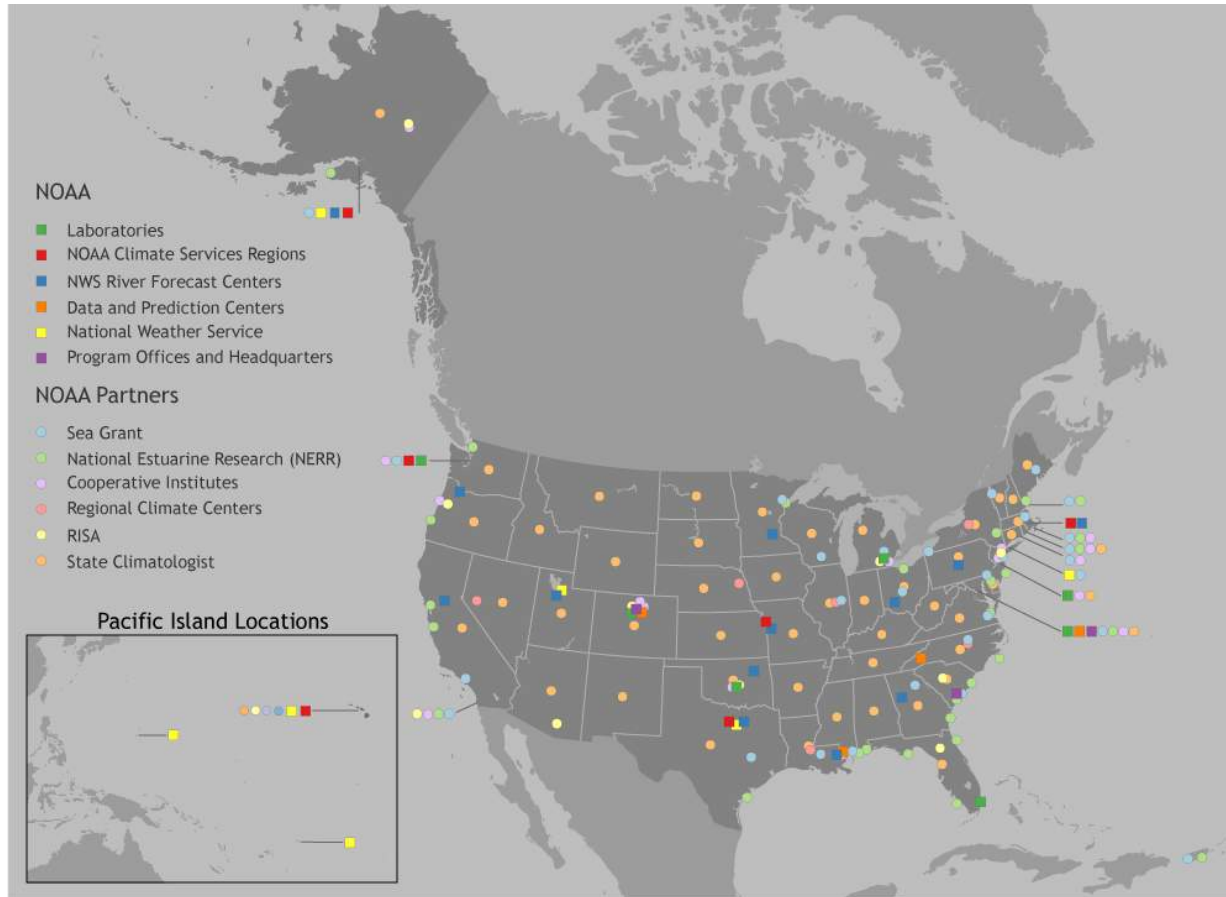 NOAA
Laboratories
NOAA Climate Services Regions
NWS River Forecast Centers
Data and Prediction Centers
National Weather Service
Program Offices and Headquarters
NOAA Partners
Sea Grant
National Estuarine Research (NERR)
Cooperative Institutes
Regional Climate Centers
RISA
State Climatologist
Pacific Island Locations